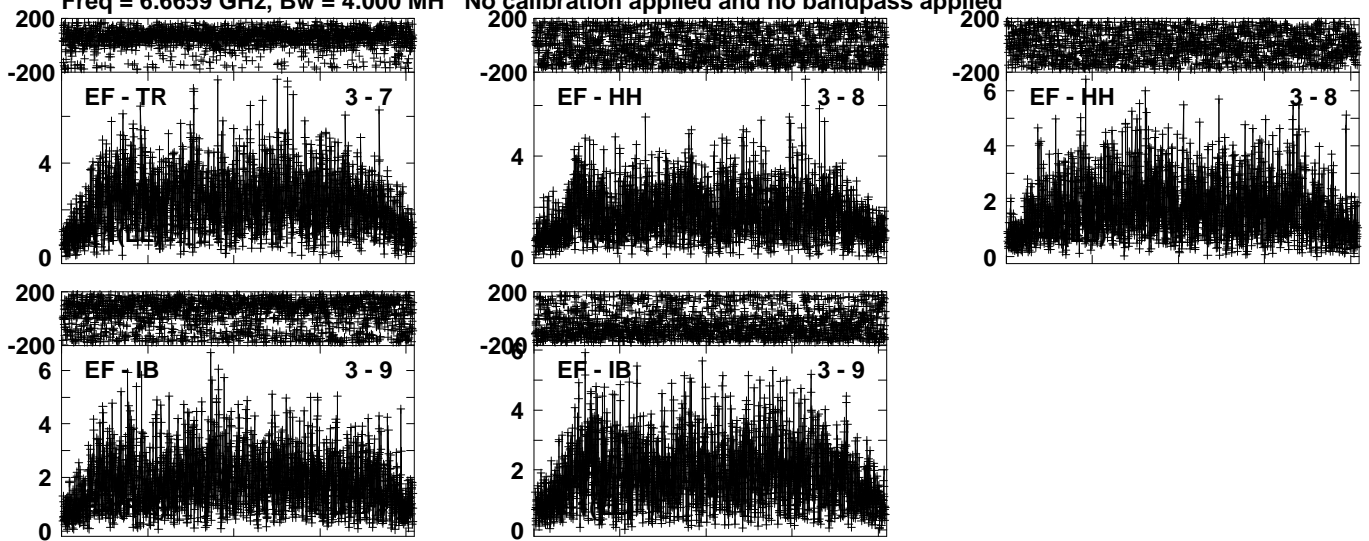 Freq = 6.6659 GHz, Bw = 4.000 MH No calibration applied and no bandpass applied
200 200 200
-200 -200 -200
EF - TR 3 - 7 EF - HH 3 - 8 6 EF - HH 3 - 8
4 4 4
2
0 0 0
200 200
-200 -200
6 EF - IB 3 - 9 6 EF - IB 3 - 9
4 4
2 2
0 0